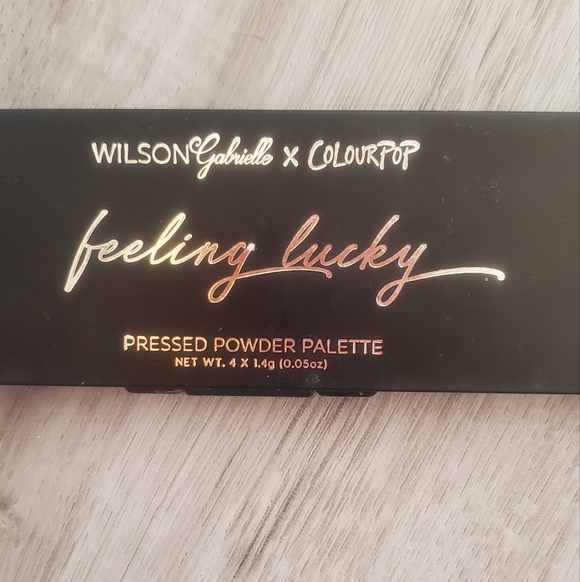 WILSON Gabrielle X COLOURPOP
feeling lucky
PRESSED POWDER PALETTE
NET WT. 4 X 1.4g (0.05oz)